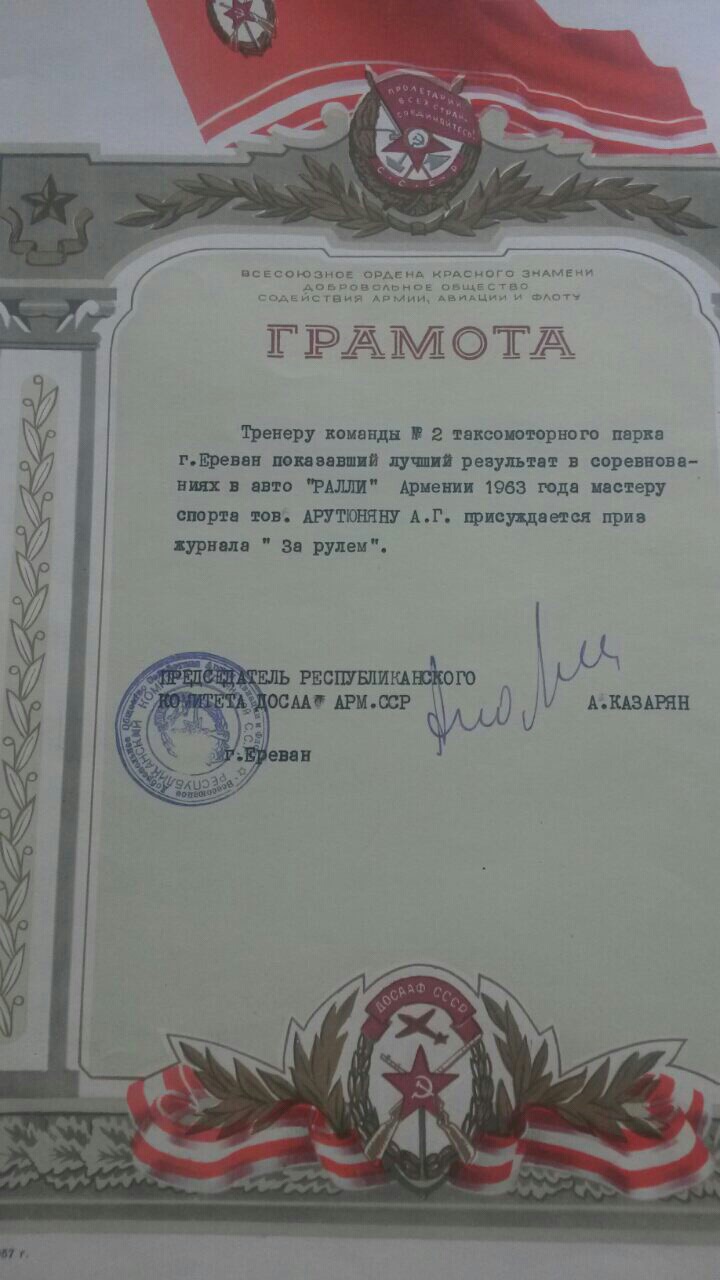 ПРОЛЕТАРИИ
ВСЕХ СТРАН,
СОЕДИНЯЙТЕСЬ!
С·С·С·Р
ВСЕСОЮЗНОЕ ОРДЕНА КРАСНОГО ЗНАМЕНИ
ДОБРОВОЛЬНОЕ ОБЩЕСТВО
СОДЕЙСТВИЯ АРМИИ, АВИАЦИИ И ФЛОТУ
ГРАМОТА
Тренеру команды № 2 таксомоторного парка
г.Ереван показавший лучший результат в соревнова-
ниях в авто "РАЛЛИ" Армении 1963 года мастеру
спорта тов. АРУТЮНЯНУ А.Г. присуждается приз
журнала " За рулем".
ПРЕДСЕДАТЕЛЬ РЕСПУБЛИКАНСКОГО
КОМИТЕТА ДОСААФ АРМ.ССР А.КАЗАРЯН
г.Ереван
ДОСААФ СССР
67 г.